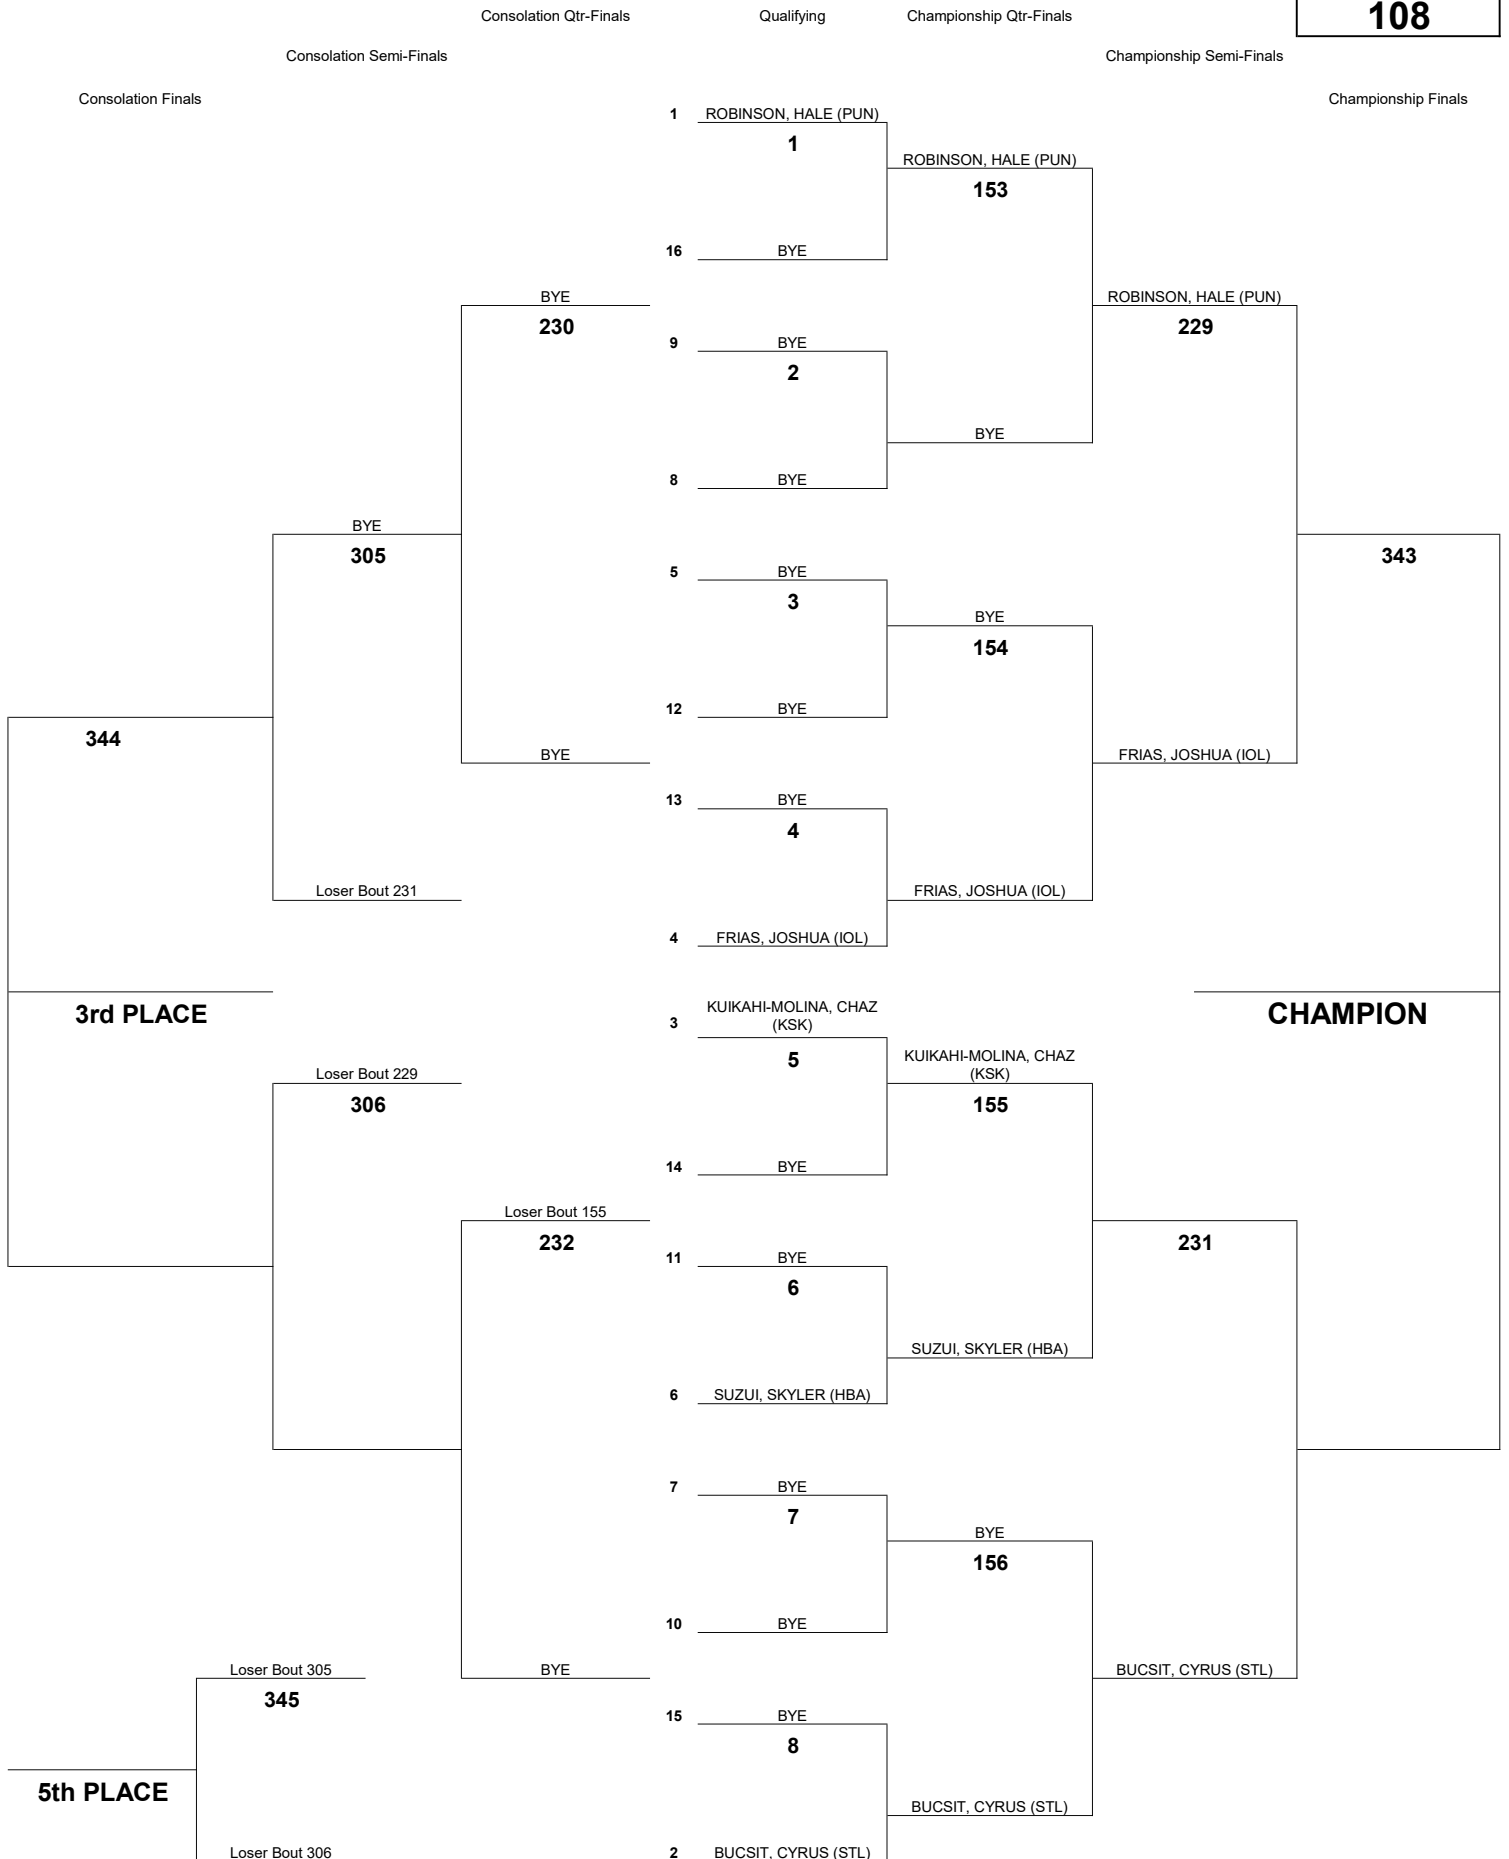 108
Consolation Qtr-Finals
Qualifying
Championship Qtr-Finals
Consolation Semi-Finals
Championship Semi-Finals
Consolation Finals
Championship Finals
1 ROBINSON, HALE (PUN)
1
ROBINSON, HALE (PUN)
153
16 BYE
BYE
230
ROBINSON, HALE (PUN)
229
9 BYE
2
BYE
8 BYE
BYE
305
343
5 BYE
3
BYE
154
12 BYE
344
BYE
FRIAS, JOSHUA (IOL)
13 BYE
4
Loser Bout 231
FRIAS, JOSHUA (IOL)
4 FRIAS, JOSHUA (IOL)
3rd PLACE
CHAMPION
3 KUIKAHI-MOLINA, CHAZ
(KSK)
5
KUIKAHI-MOLINA, CHAZ
(KSK)
155
Loser Bout 229
306
14 BYE
Loser Bout 155
232
231
11 BYE
6
SUZUI, SKYLER (HBA)
6 SUZUI, SKYLER (HBA)
7 BYE
7
BYE
156
10 BYE
Loser Bout 305
345
BYE
BUCSIT, CYRUS (STL)
15 BYE
8
5th PLACE
BUCSIT, CYRUS (STL)
Loser Bout 306
2 BUCSIT, CYRUS (STL)